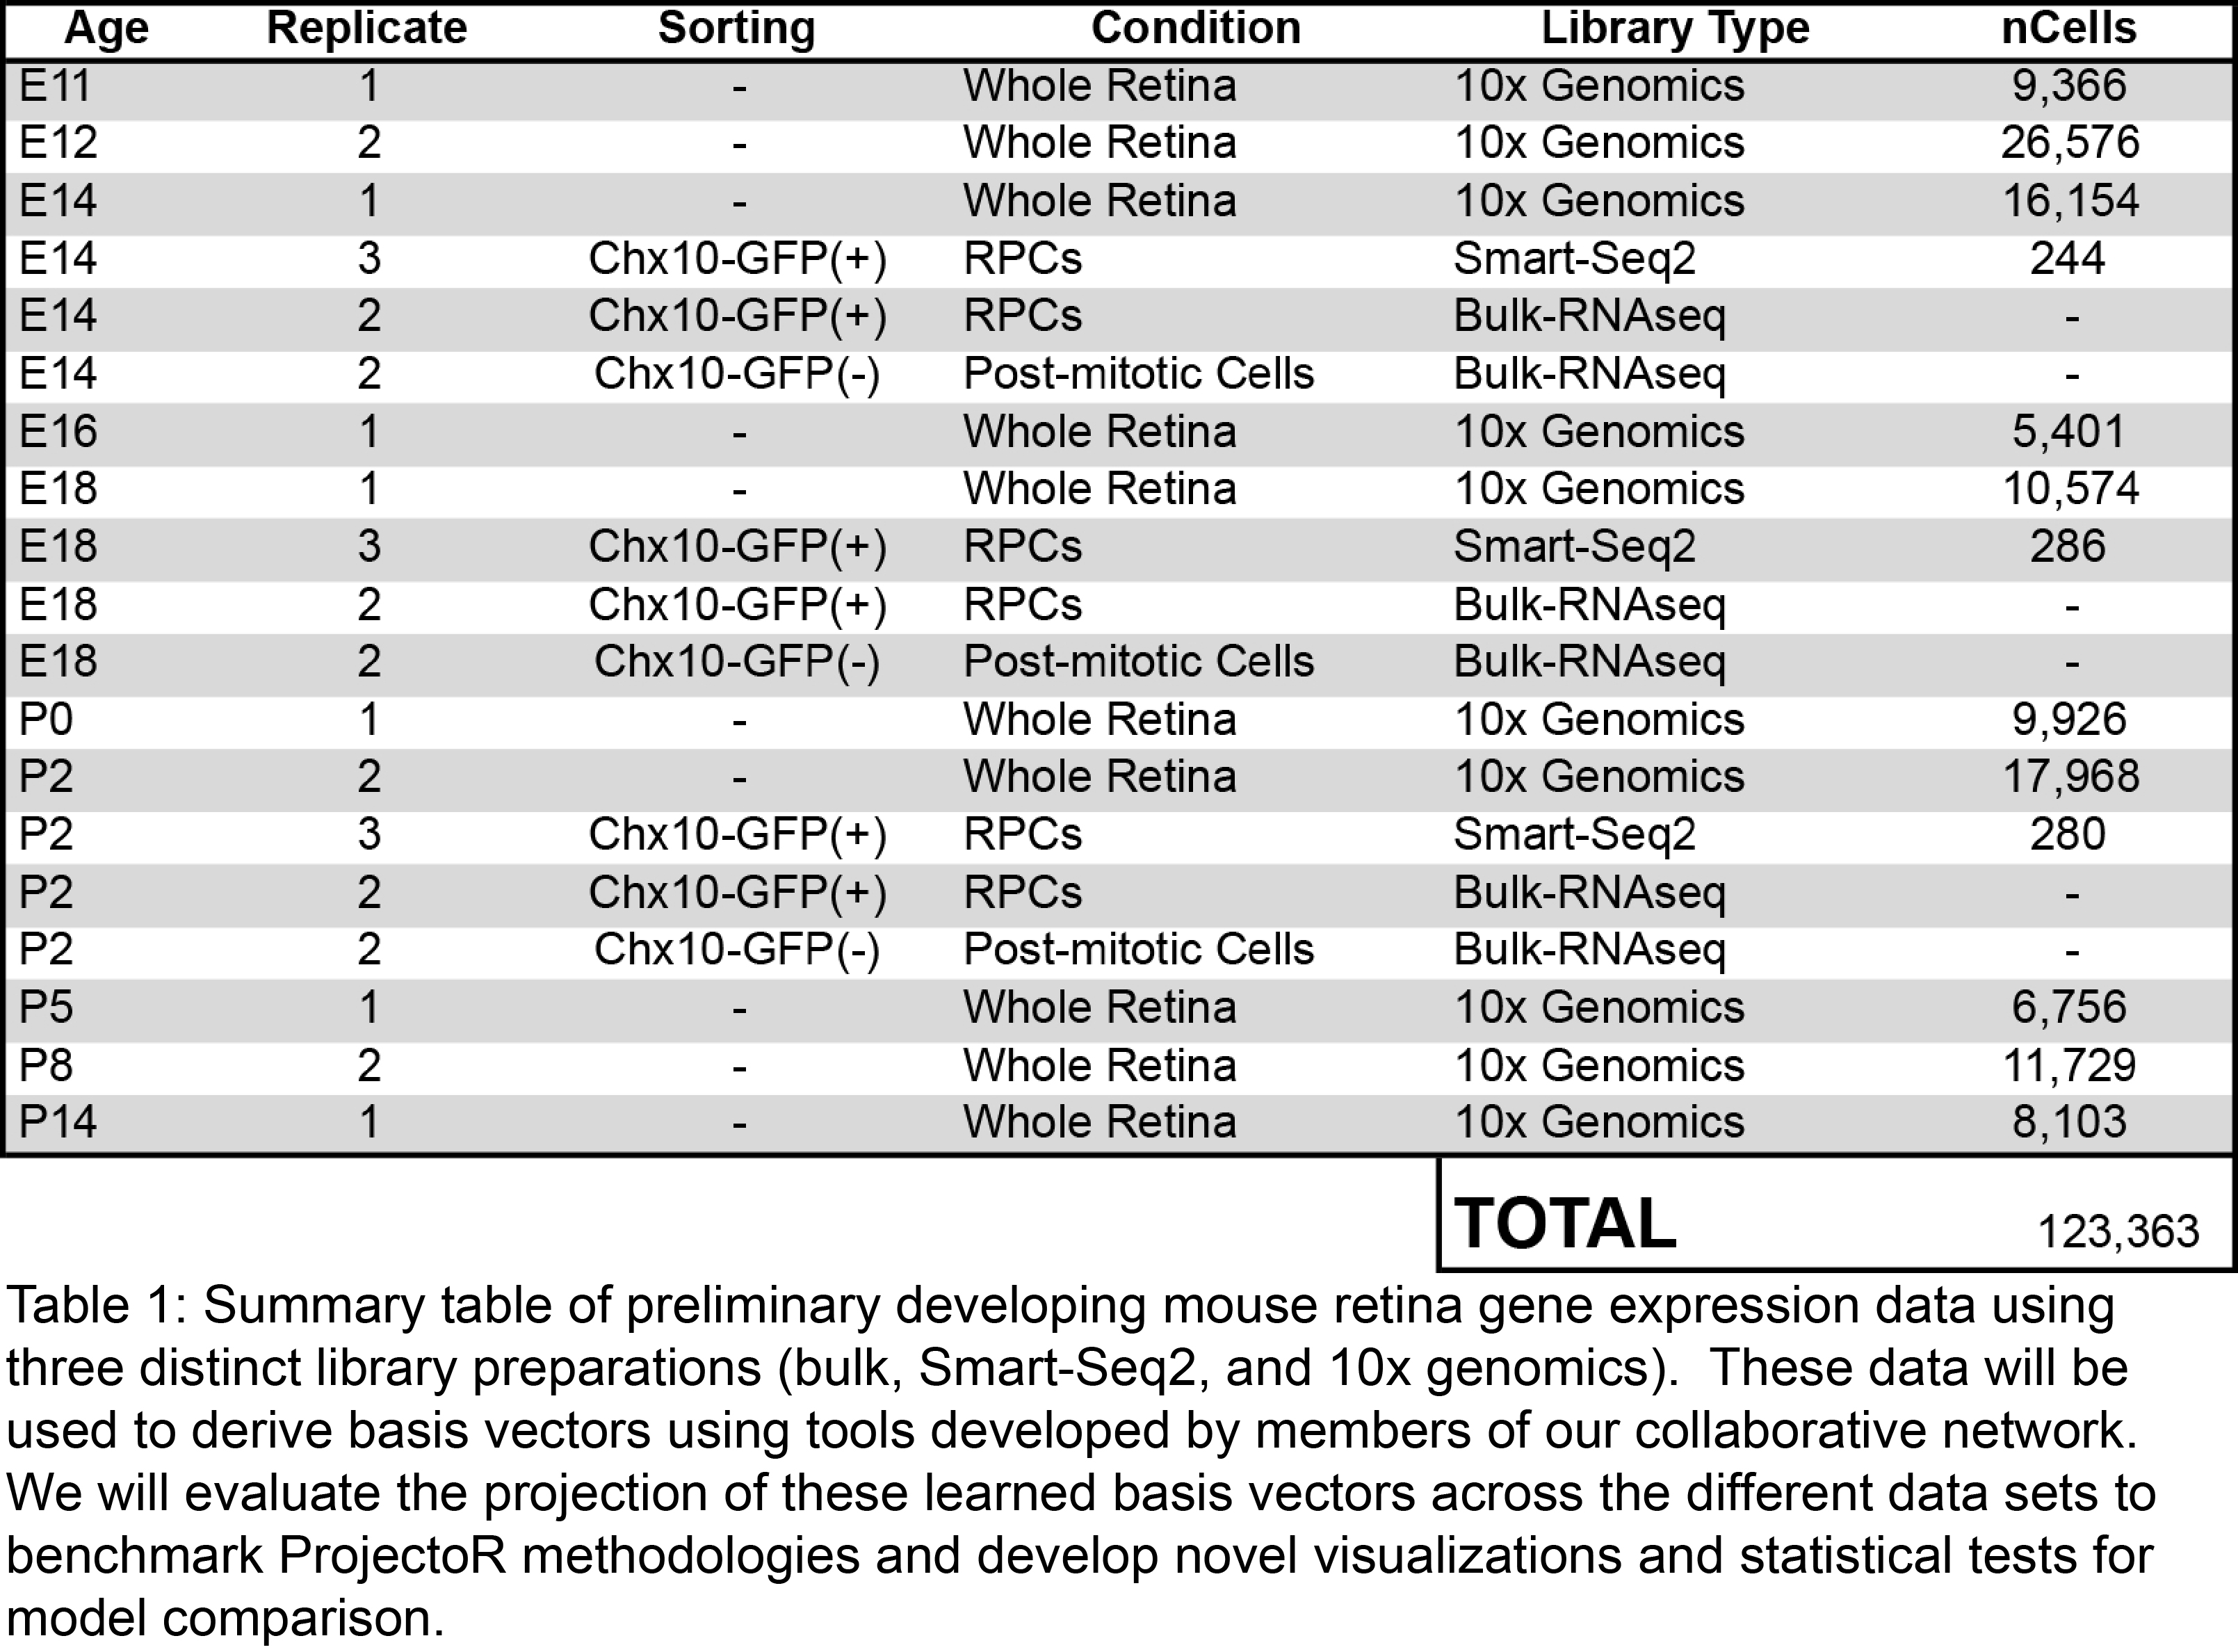 Age Replicate Sorting Condition Library Type nCells
E11 1 - Whole Retina 10x Genomics 9,366
E12 2 - Whole Retina 10x Genomics 26,576
E14 1 - Whole Retina 10x Genomics 16,154
E14 3 Chx10-GFP(+) RPCs Smart-Seq2 244
E14 2 Chx10-GFP(+) RPCs Bulk-RNAseq -
E14 2 Chx10-GFP(-) Post-mitotic Cells Bulk-RNAseq -
E16 1 - Whole Retina 10x Genomics 5,401
E18 1 - Whole Retina 10x Genomics 10,574
E18 3 Chx10-GFP(+) RPCs Smart-Seq2 286
E18 2 Chx10-GFP(+) RPCs Bulk-RNAseq -
E18 2 Chx10-GFP(-) Post-mitotic Cells Bulk-RNAseq -
P0 1 - Whole Retina 10x Genomics 9,926
P2 2 - Whole Retina 10x Genomics 17,968
P2 3 Chx10-GFP(+) RPCs Smart-Seq2 280
P2 2 Chx10-GFP(+) RPCs Bulk-RNAseq -
P2 2 Chx10-GFP(-) Post-mitotic Cells Bulk-RNAseq -
P5 1 - Whole Retina 10x Genomics 6,756
P8 2 - Whole Retina 10x Genomics 11,729
P14 1 - Whole Retina 10x Genomics 8,103
TOTAL 123,363
Table 1: Summary table of preliminary developing mouse retina gene expression data using
three distinct library preparations (bulk, Smart-Seq2, and 10x genomics).  These data will be
used to derive basis vectors using tools developed by members of our collaborative network.
We will evaluate the projection of these learned basis vectors across the different data sets to
benchmark ProjectoR methodologies and develop novel visualizations and statistical tests for
model comparison.